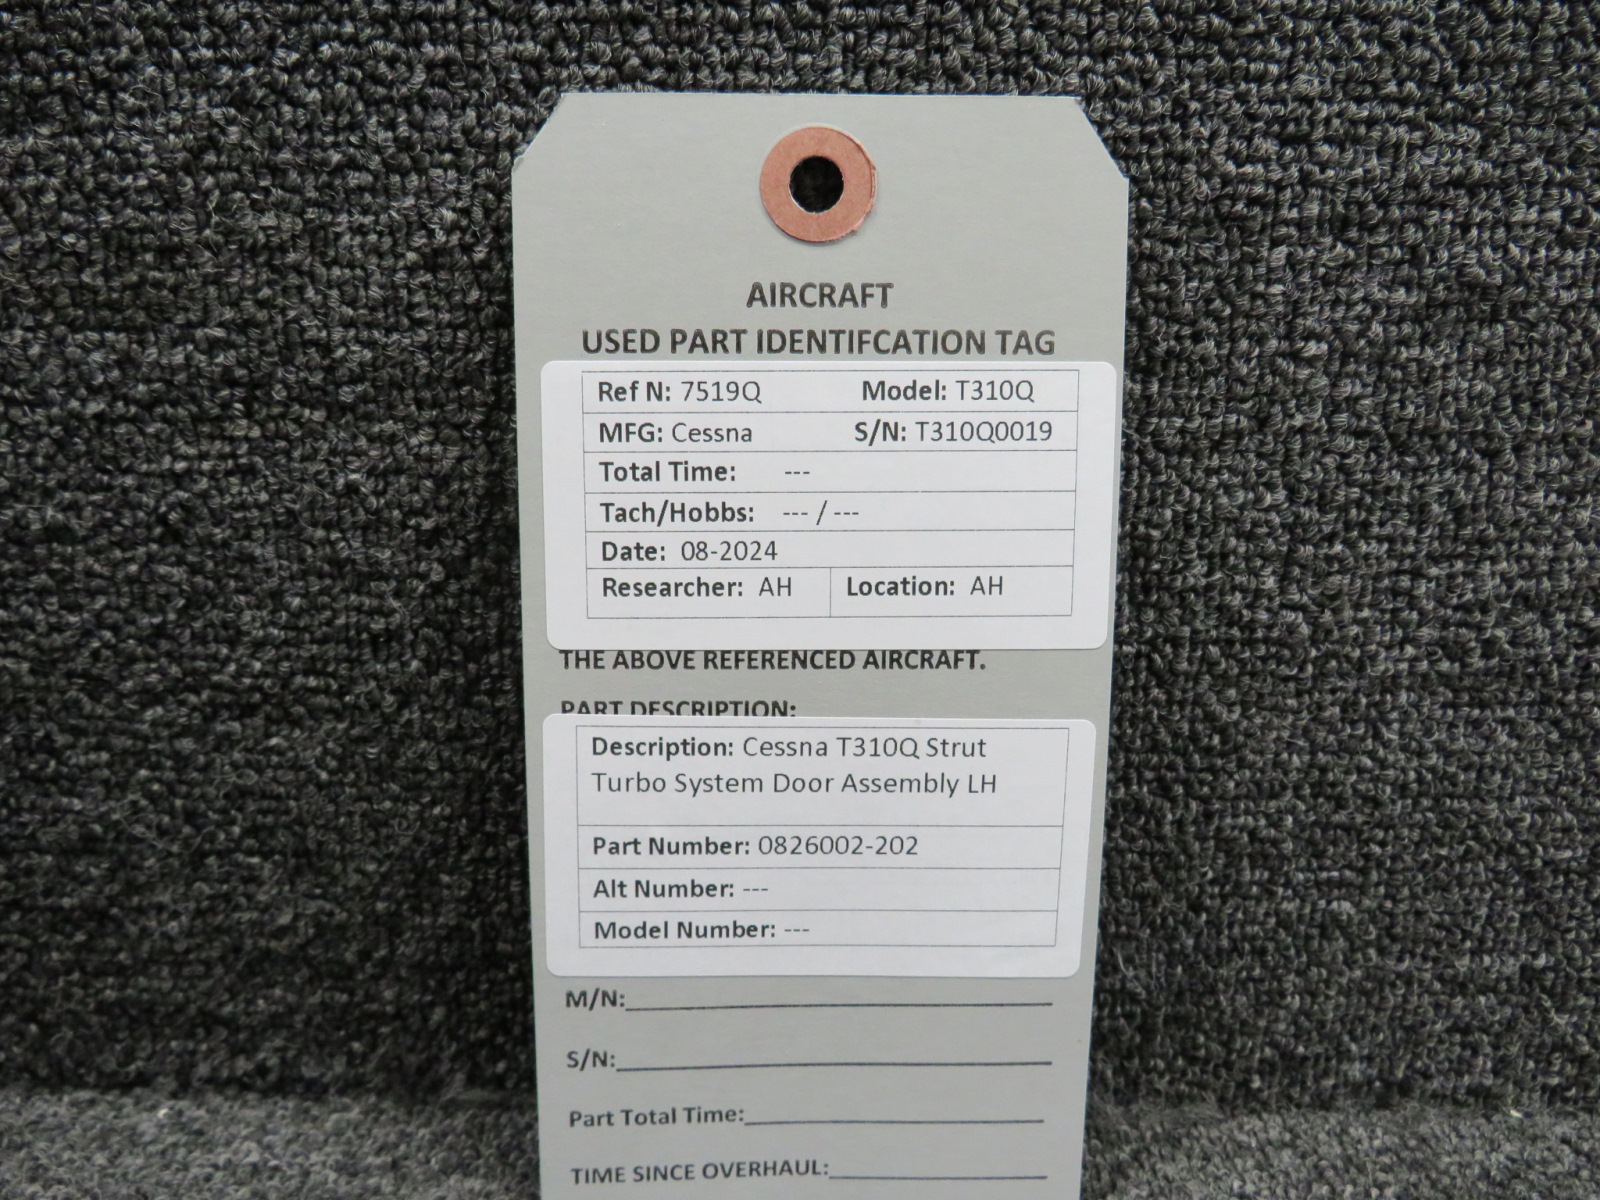 AIRCRAFT
USED PART IDENTIFCATION TAG
Ref N: 7519Q Model: T310Q
MFG: Cessna S/N: T310Q0019
Total Time: ---
Tach/Hobbs: --- / ---
Date: 08-2024
Researcher: AH Location: AH
THE ABOVE REFERENCED AIRCRAFT.
PART DESCRIPTION:
Description: Cessna T310Q Strut
Turbo System Door Assembly LH
Part Number: 0826002-202
Alt Number: ---
Model Number: ---
M/N:
S/N:
Part Total Time:
TIME SINCE OVERHAUL: